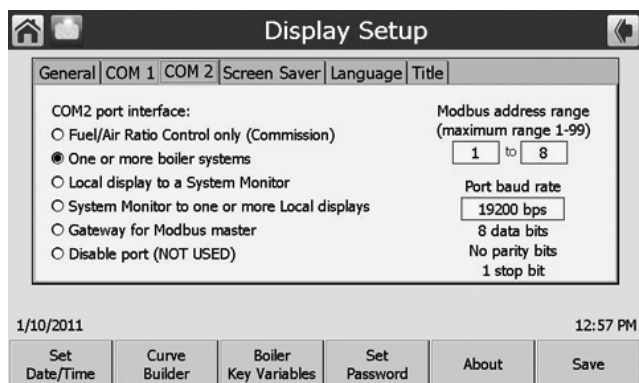 Display Setup
General COM 1 COM 2 Screen Saver Language Title
COM2 port interface:
Fuel/Air Ratio Control only (Commission)
One or more boiler systems
Local display to a System Monitor
System Monitor to one or more Local displays
Gateway for Modbus master
Disable port (NOT USED)
Modbus address range
(maximum range 1-99)
1 to 8
Port baud rate
19200 bps
8 data bits
No parity bits
1 stop bit
1/10/2011 12:57 PM
Set Date/Time
Curve Builder
Boiler Key Variables
Set Password
About
Save